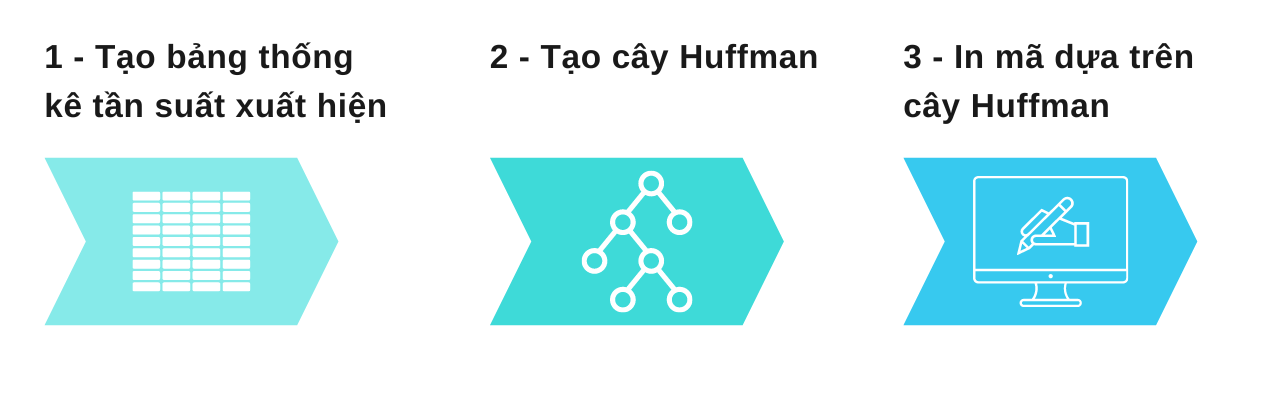 1 - Tạo bảng thống
kê tần suất xuất hiện
2 - Tạo cây Huffman
3 - In mã dựa trên
cây Huffman